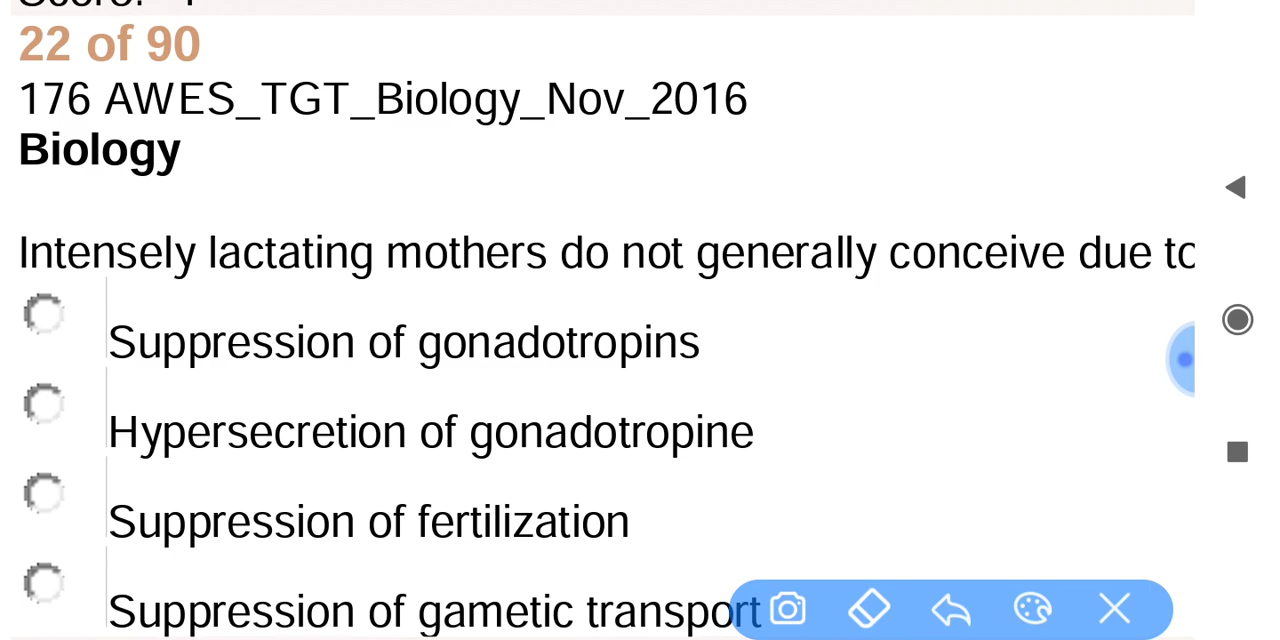 22 of 90
176 AWES_TGT_Biology_Nov_2016
Biology
Intensely lactating mothers do not generally conceive due to
Suppression of gonadotropins
Hypersecretion of gonadotropine
Suppression of fertilization
Suppression of gametic transport